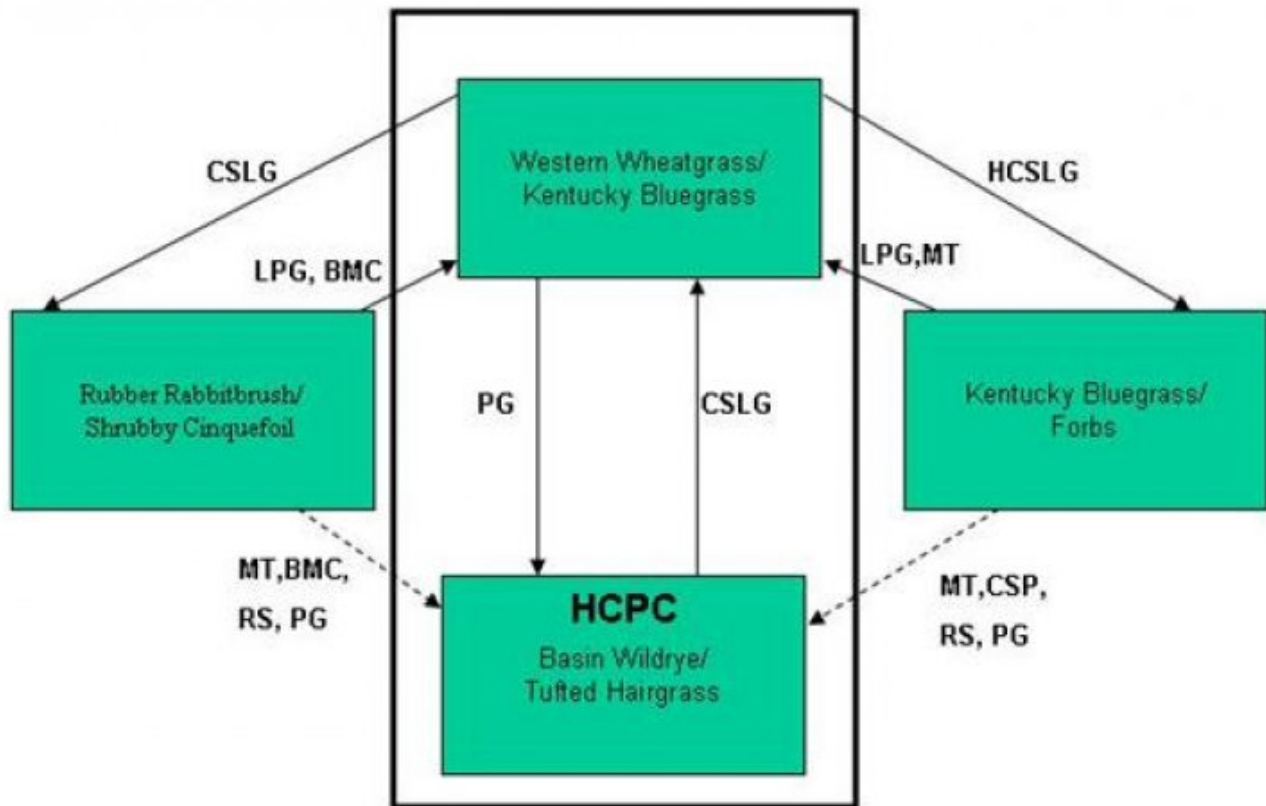 Western Wheatgrass/
Kentucky Bluegrass
CSLG
HCSLG
LPG, BMC
LPG,MT
Rubber Rabbitbrush/
Shrubby Cinquefoil
PG
CSLG
Kentucky Bluegrass/
Forbs
MT,BMC,
RS, PG
HCPC
Basin Wildrye/
Tufted Hairgrass
MT,CSP,
RS, PG